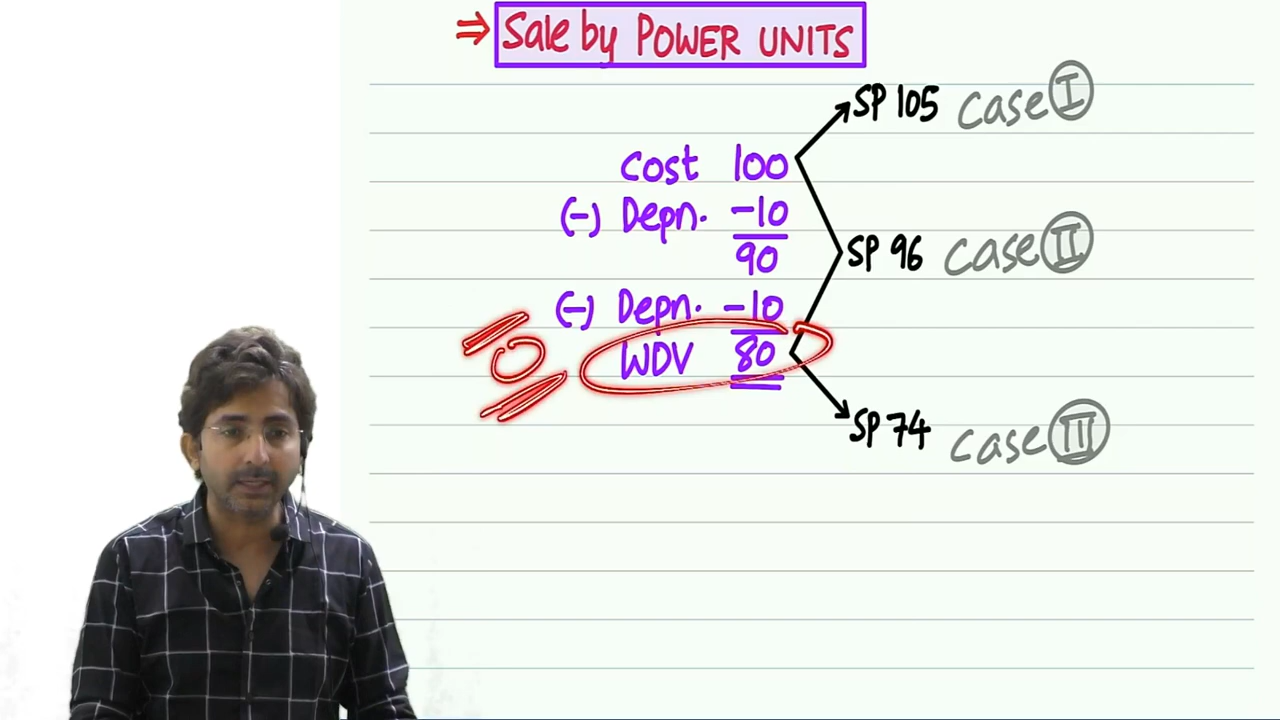 ⇒ Sale by POWER UNITS
SP 105 case I
Cost 100
(-) Depn. -10
90
SP 96 case II
(-) Depn. -10
WDV 80
0
SP 74 case III